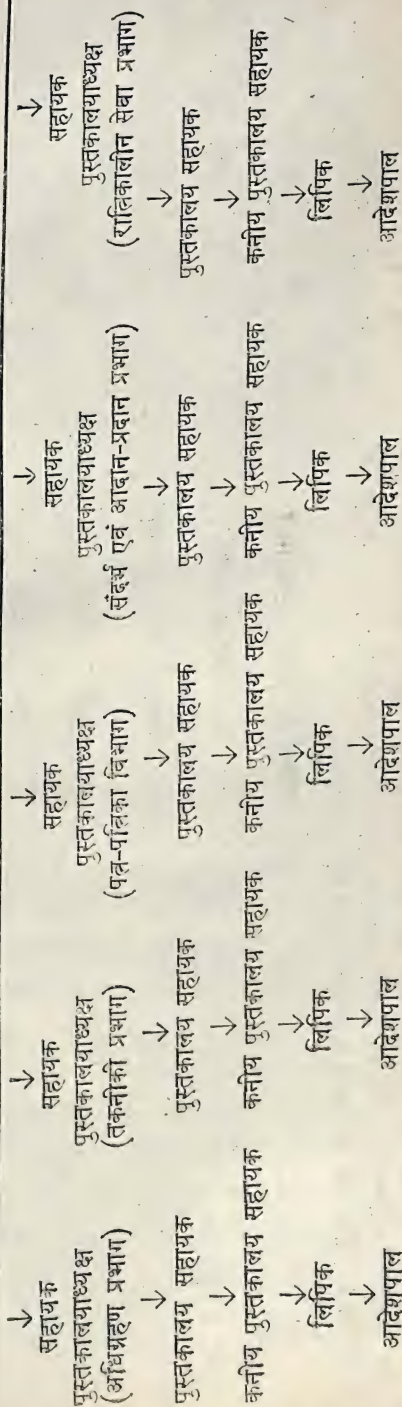 सहायक
पुस्तकालयाध्यक्ष
(अधिग्रहण प्रभाग)
पुस्तकालय सहायक
कनीय पुस्तकालय सहायक
लिपिक
आदेशपाल
सहायक
पुस्तकालयाध्यक्ष
(तकनीकी प्रभाग)
पुस्तकालय सहायक
कनीय पुस्तकालय सहायक
लिपिक
आदेशपाल
सहायक
पुस्तकालयाध्यक्ष
(पत्र-पत्रिका विभाग)
पुस्तकालय सहायक
कनीय पुस्तकालय सहायक
लिपिक
आदेशपाल
सहायक
पुस्तकालयाध्यक्ष
(संदर्भ एवं आदान-प्रदान प्रभाग)
पुस्तकालय सहायक
कनीय पुस्तकालय सहायक
लिपिक
आदेशपाल
सहायक
पुस्तकालयाध्यक्ष
(रात्रिकालीन सेवा प्रभाग)
पुस्तकालय सहायक
कनीय पुस्तकालय सहायक
लिपिक
आदेशपाल